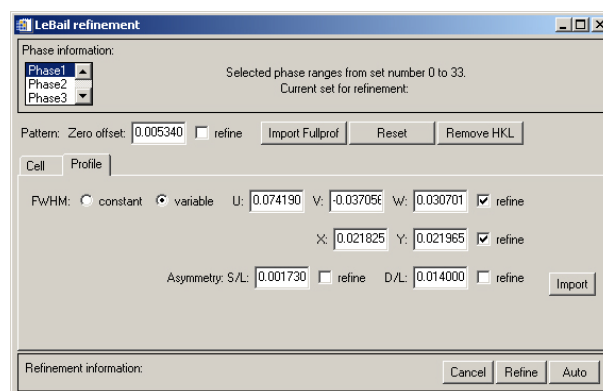 LeBail refinement
Phase information:
Phase1
Phase2
Phase3
Selected phase ranges from set number 0 to 33.
Current set for refinement:
Pattern: Zero offset: 0.005340 refine Import Fullprof Reset Remove HKL
Cell Profile
FWHM: constant variable U: 0.074190 V: -0.037056 W: 0.030701 refine
X: 0.021825 Y: 0.021965 refine
Asymmetry: S/L: 0.001730 refine D/L: 0.014000 refine Import
Refinement information: Cancel Refine Auto